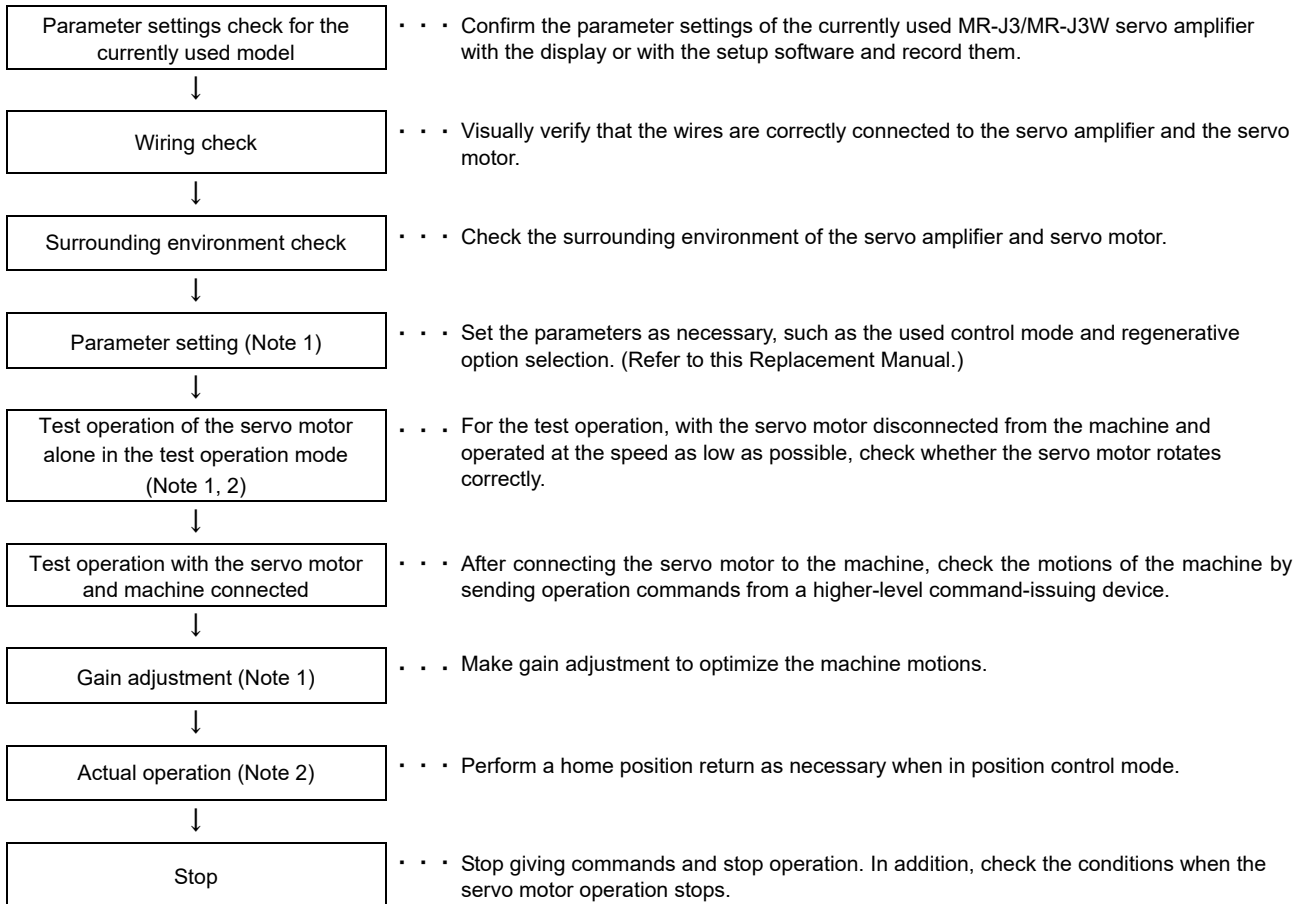 Parameter settings check for the
currently used model
· · · Confirm the parameter settings of the currently used MR-J3/MR-J3W servo amplifier
with the display or with the setup software and record them.
↓
Wiring check
· · · Visually verify that the wires are correctly connected to the servo amplifier and the servo
motor.
↓
Surrounding environment check
· · · Check the surrounding environment of the servo amplifier and servo motor.
↓
Parameter setting (Note 1)
· · · Set the parameters as necessary, such as the used control mode and regenerative
option selection. (Refer to this Replacement Manual.)
↓
Test operation of the servo motor
alone in the test operation mode
(Note 1, 2)
· · · For the test operation, with the servo motor disconnected from the machine and
operated at the speed as low as possible, check whether the servo motor rotates
correctly.
↓
Test operation with the servo motor
and machine connected
· · · After connecting the servo motor to the machine, check the motions of the machine by
sending operation commands from a higher-level command-issuing device.
↓
Gain adjustment (Note 1)
· · · Make gain adjustment to optimize the machine motions.
↓
Actual operation (Note 2)
· · · Perform a home position return as necessary when in position control mode.
↓
Stop
· · · Stop giving commands and stop operation. In addition, check the conditions when the
servo motor operation stops.